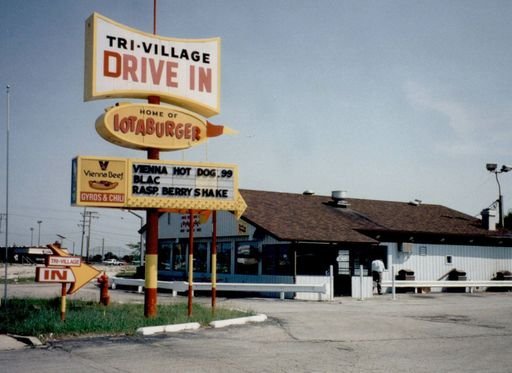 TRI-VILLAGE
DRIVE IN
HOME OF
IOTABURGER
Vienna Beef
GYROS & CHILI
VIENNA HOT DOG .99
BLAC
RASP. BERRY SHAKE
TRI-VILLAGE
IN